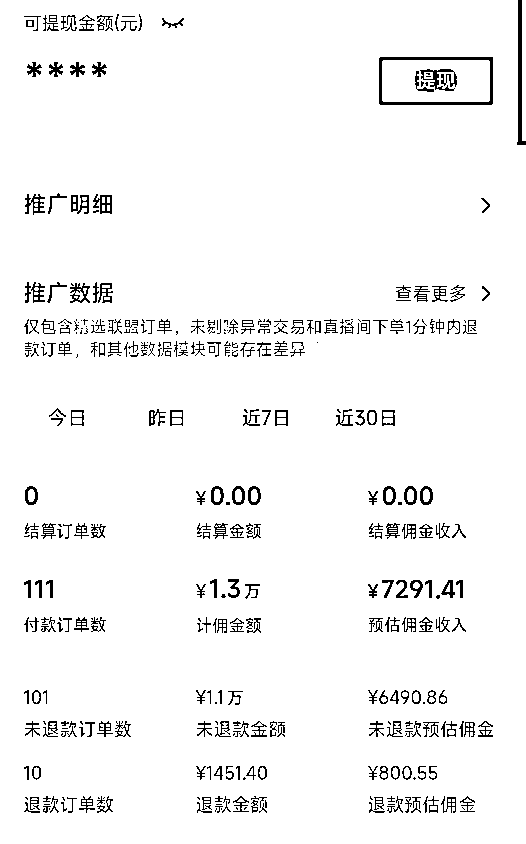 可提现金额(元)
****
提现
推广明细
推广数据 查看更多
仅包含精选联盟订单，未剔除异常交易和直播间下单1分钟内退
款订单，和其他数据模块可能存在差异
今日 昨日 近7日 近30日
0 ¥0.00 ¥0.00
结算订单数 结算金额 结算佣金收入
111 ¥1.3万 ¥7291.41
付款订单数 计佣金额 预估佣金收入
101 ¥1.1万 ¥6490.86
未退款订单数 未退款金额 未退款预估佣金
10 ¥1451.40 ¥800.55
退款订单数 退款金额 退款预估佣金